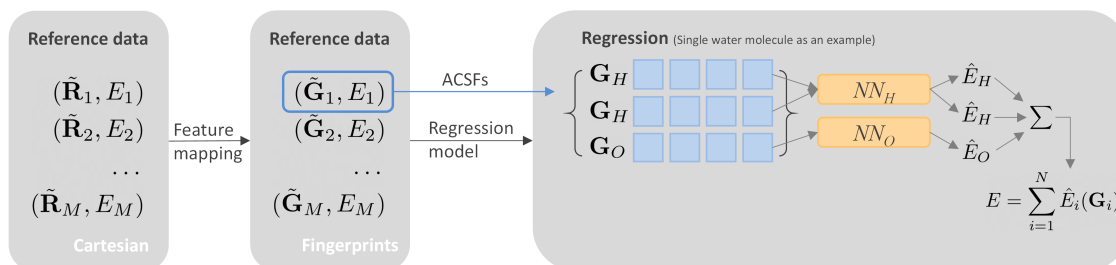 Reference data
(R̃₁, E₁)
(R̃₂, E₂)
...
(R̃_M, E_M)
Cartesian
Feature
mapping
Reference data
(G̃₁, E₁)
(G̃₂, E₂)
...
(G̃_M, E_M)
Fingerprints
ACSFs
Regression
model
Regression (Single water molecule as an example)
G_H
G_H
G_O
NN_H
NN_O
Ê_H
Ê_H
Ê_O
∑
E = ∑_{i=1}^{N} Ê_i(G_i)